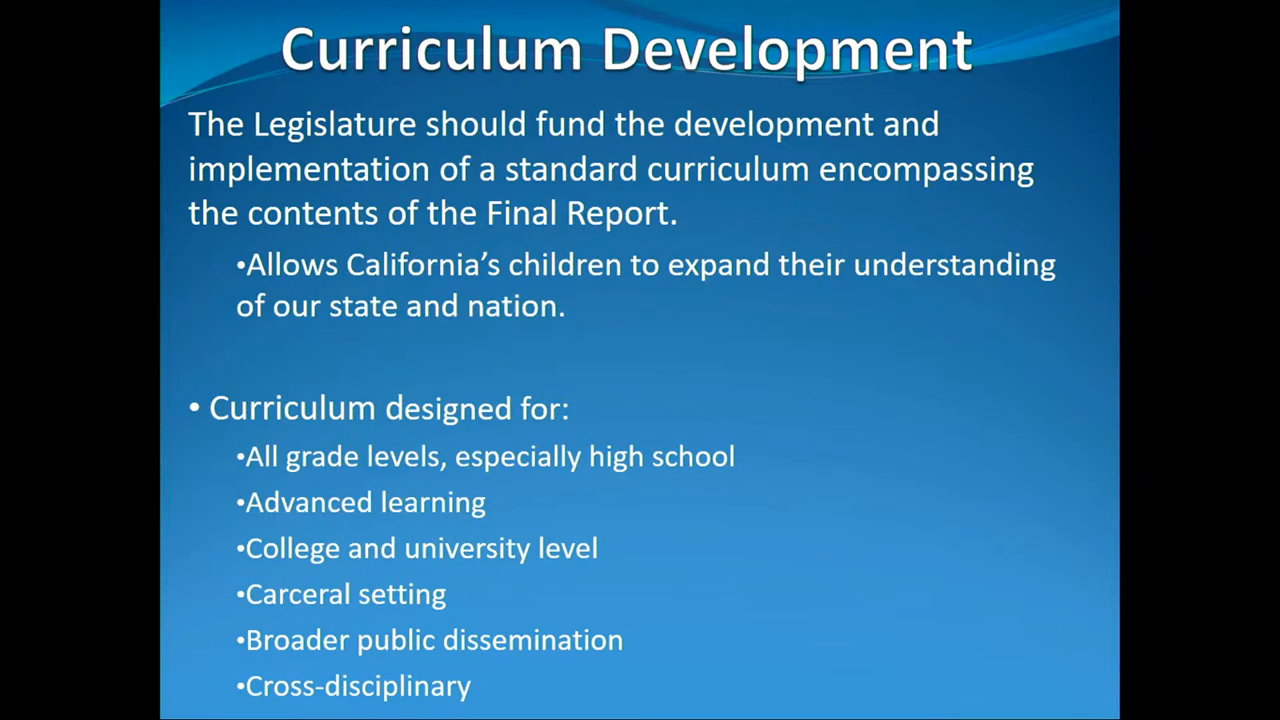 Curriculum Development
The Legislature should fund the development and
implementation of a standard curriculum encompassing
the contents of the Final Report.
•Allows California’s children to expand their understanding
of our state and nation.
• Curriculum designed for:
•All grade levels, especially high school
•Advanced learning
•College and university level
•Carceral setting
•Broader public dissemination
•Cross-disciplinary